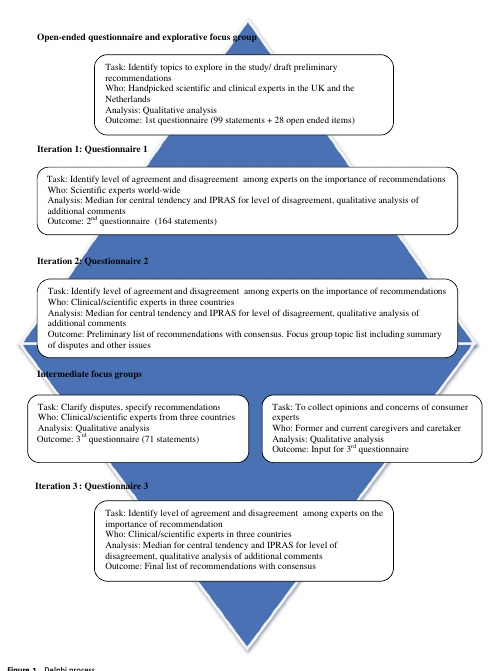 Open-ended questionnaire and explorative focus group
Task: Identify topics to explore in the study/ draft preliminary
recommendations
Who: Handpicked scientific and clinical experts in the UK and the
Netherlands
Analysis: Qualitative analysis
Outcome: 1st questionnaire (99 statements + 28 open ended items)
Iteration 1: Questionnaire 1
Task: Identify level of agreement and disagreement among experts on the importance of recommendations
Who: Scientific experts world-wide
Analysis: Median for central tendency and IPRAS for level of disagreement, qualitative analysis of
additional comments
Outcome: 2nd questionnaire (164 statements)
Iteration 2: Questionnaire 2
Task: Identify level of agreement and disagreement among experts on the importance of recommendations
Who: Clinical/scientific experts in three countries
Analysis: Median for central tendency and IPRAS for level of disagreement, qualitative analysis of
additional comments
Outcome: Preliminary list of recommendations with consensus. Focus group topic list including summary
of disputes and other issues
Intermediate focus groups
Task: Clarify disputes, specify recommendations
Who: Clinical/scientific experts from three countries
Analysis: Qualitative analysis
Outcome: 3rd questionnaire (71 statements)
Task: To collect opinions and concerns of consumer
experts
Who: Former and current caregivers and caretaker
Analysis: Qualitative analysis
Outcome: Input for 3rd questionnaire
Iteration 3 : Questionnaire 3
Task: Identify level of agreement and disagreement among experts on the
importance of recommendation
Who: Clinical/scientific experts in three countries
Analysis: Median for central tendency and IPRAS for level of
disagreement, qualitative analysis of additional comments
Outcome: Final list of recommendations with consensus
Figure 1 Delphi process